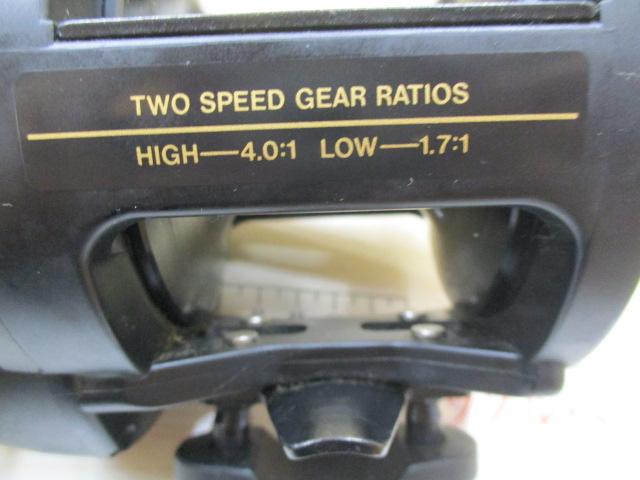 TWO SPEED GEAR RATIOS
HIGH—4.0:1 LOW—1.7:1